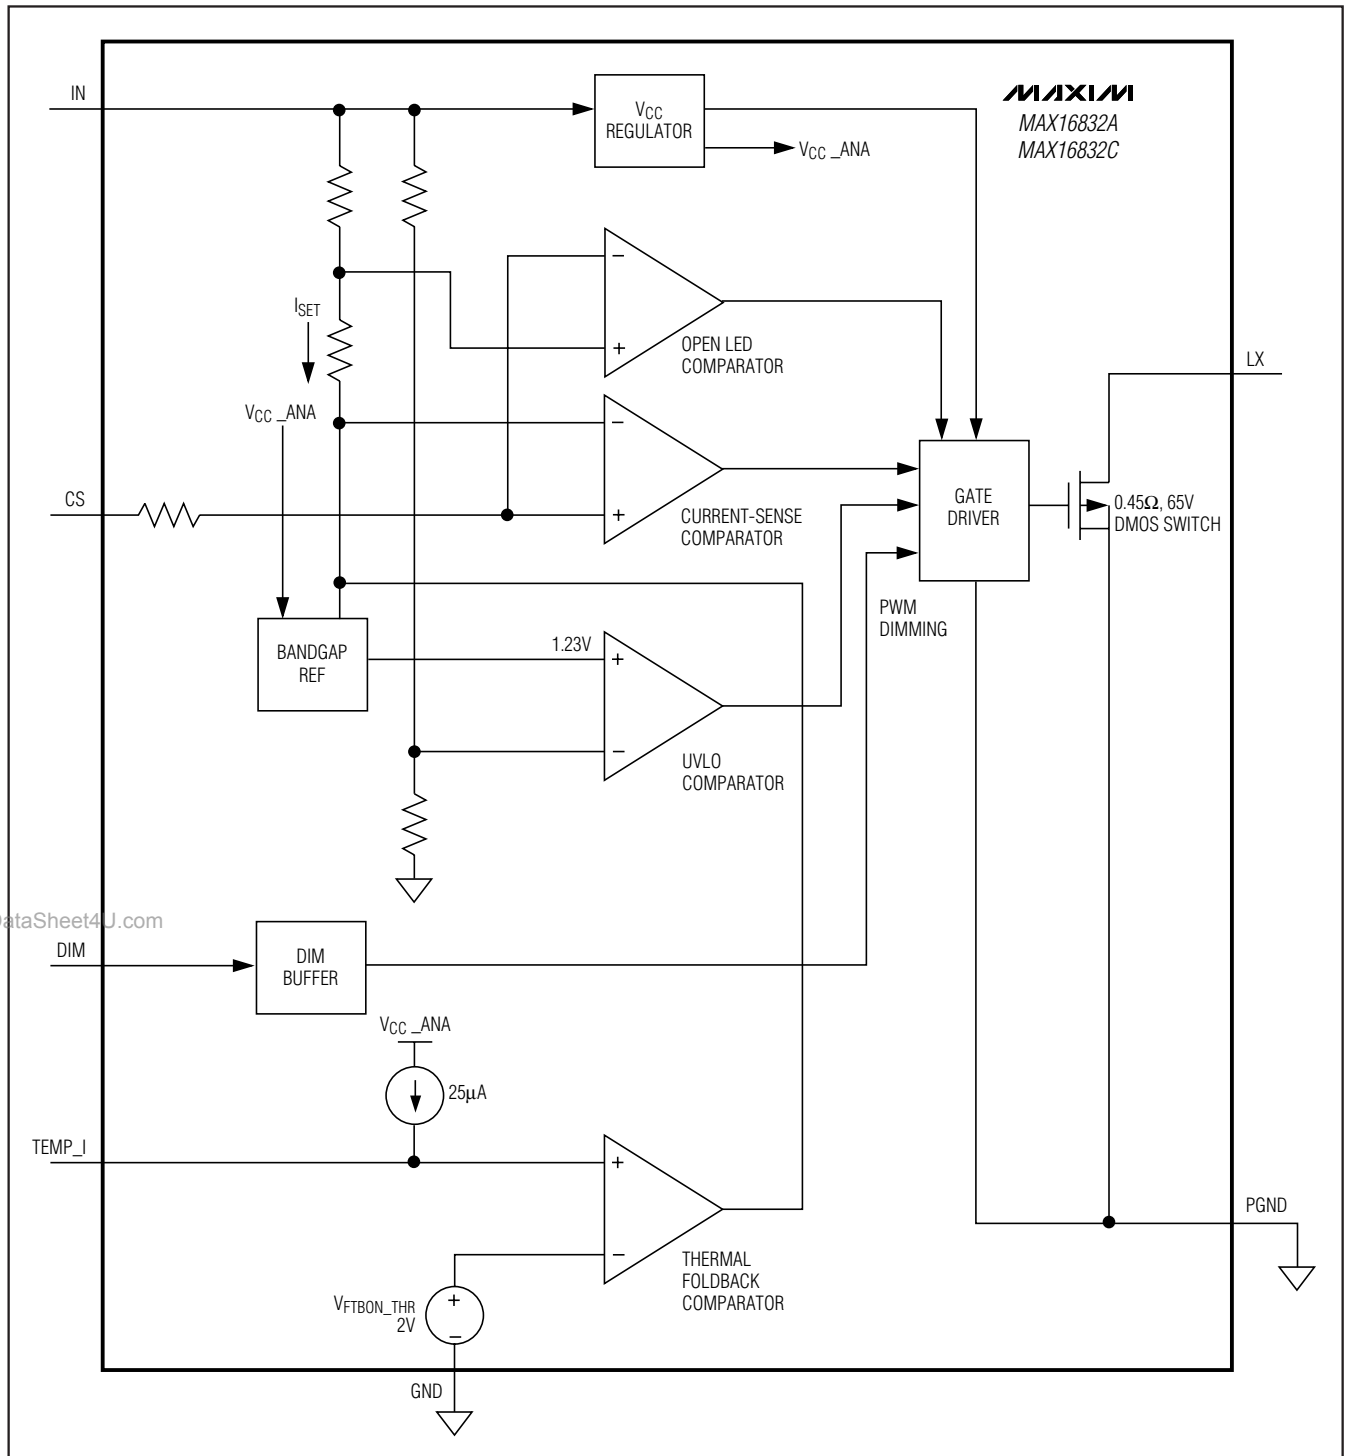 IN
VCC
REGULATOR
VCC _ANA
MAXIM
MAX16832A
MAX16832C
−
+
OPEN LED
COMPARATOR
ISET
VCC _ANA
LX
−
+
CURRENT-SENSE
COMPARATOR
CS
GATE
DRIVER
0.45Ω, 65V
DMOS SWITCH
PWM
DIMMING
BANDGAP
REF
1.23V
+
−
UVLO
COMPARATOR
DataSheet4U.com
DIM
DIM
BUFFER
VCC _ANA
25µA
TEMP_I
+
−
THERMAL
FOLDBACK
COMPARATOR
PGND
VFTBON_THR
2V
+
−
GND